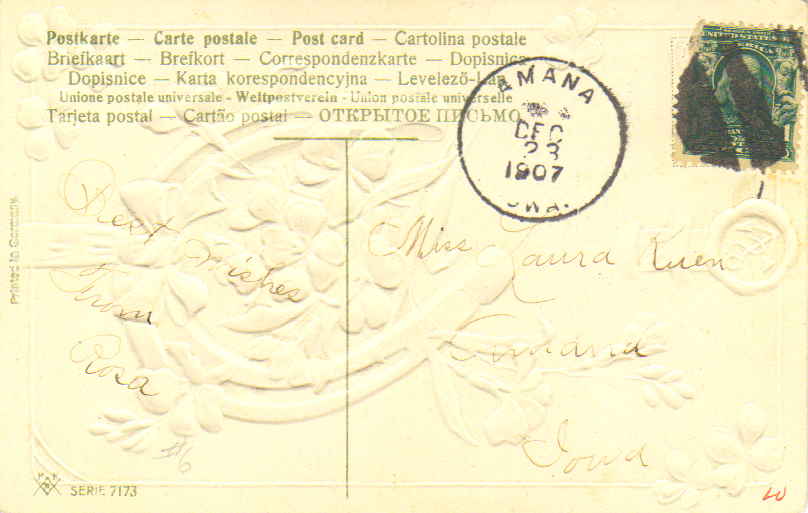 Postkarte — Carte postale — Post card — Cartolina postale
Briefkaart — Brefkort — Correspondenzkarte — Dopisnica
Dopisnice — Karta korespondencyjna — Levelező-Lap
Unione postale universale - Weltpostverein - Union postale universelle
Tarjeta postal — Cartão postal — ОТКРЫТОЕ ПИСЬМО
AMANA
DEC
23
1907
IOWA.
Printed in Germany
Best Wishes
From
Rosa
Miss Laura Kuen
Amana
Iowa
#6
SERIE 7173